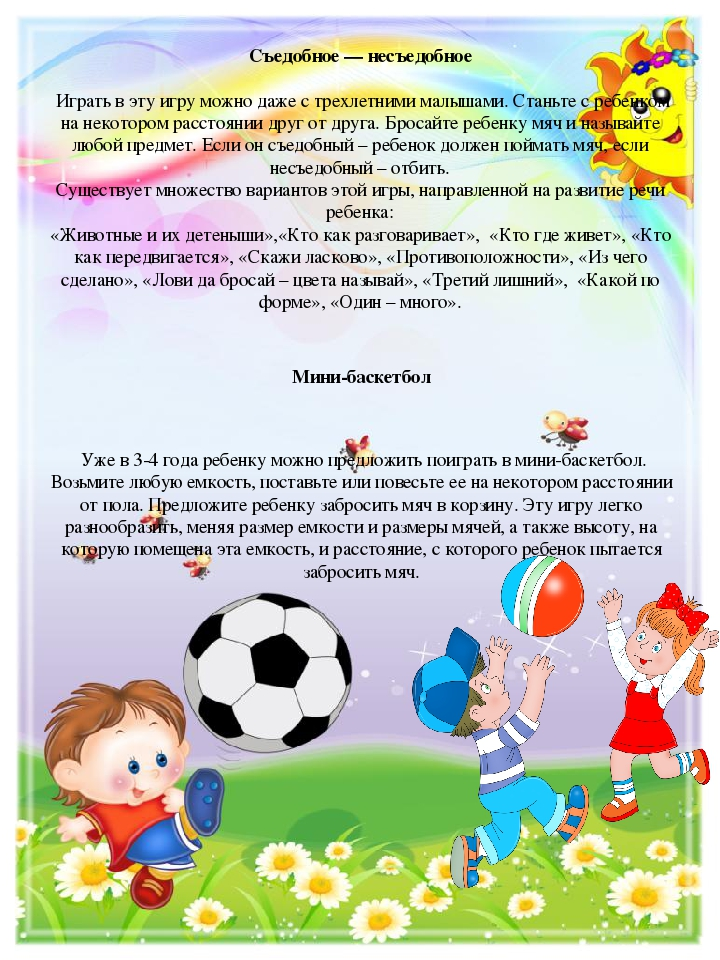 Съедобное — несъедобное
Играть в эту игру можно даже с трехлетними малышами. Станьте с ребенком
на некотором расстоянии друг от друга. Бросайте ребенку мяч и называйте
любой предмет. Если он съедобный – ребенок должен поймать мяч, если
несъедобный – отбить.
Существует множество вариантов этой игры, направленной на развитие речи
ребенка:
«Животные и их детеныши»,«Кто как разговаривает», «Кто где живет», «Кто
как передвигается», «Скажи ласково», «Противоположности», «Из чего
сделано», «Лови да бросай – цвета называй», «Третий лишний», «Какой по
форме», «Один – много».
Мини-баскетбол
Уже в 3-4 года ребенку можно предложить поиграть в мини-баскетбол.
Возьмите любую емкость, поставьте или повесьте ее на некотором расстоянии
от пола. Предложите ребенку забросить мяч в корзину. Эту игру легко
разнообразить, меняя размер емкости и размеры мячей, а также высоту, на
которую помещена эта емкость, и расстояние, с которого ребенок пытается
забросить мяч.